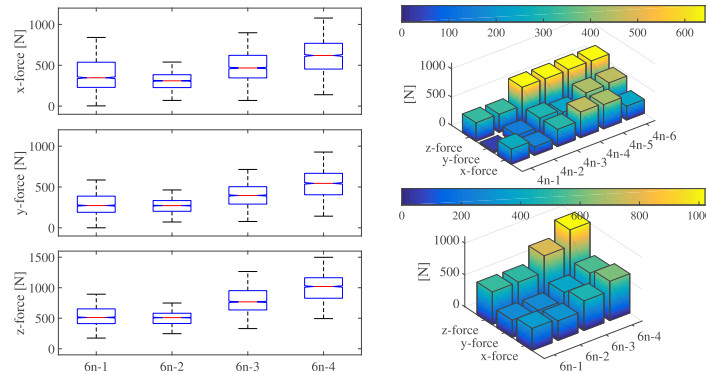 x-force [N]
1000
500
0
y-force [N]
1000
500
0
z-force [N]
1500
1000
500
0
6n-1 6n-2 6n-3 6n-4
0 100 200 300 400 500 600
[N]
1000
500
0
z-force
y-force
x-force
4n-1
4n-2
4n-3
4n-4
4n-5
4n-6
0 200 400 600 800 1000
[N]
1000
500
0
z-force
y-force
x-force
6n-1
6n-2
6n-3
6n-4